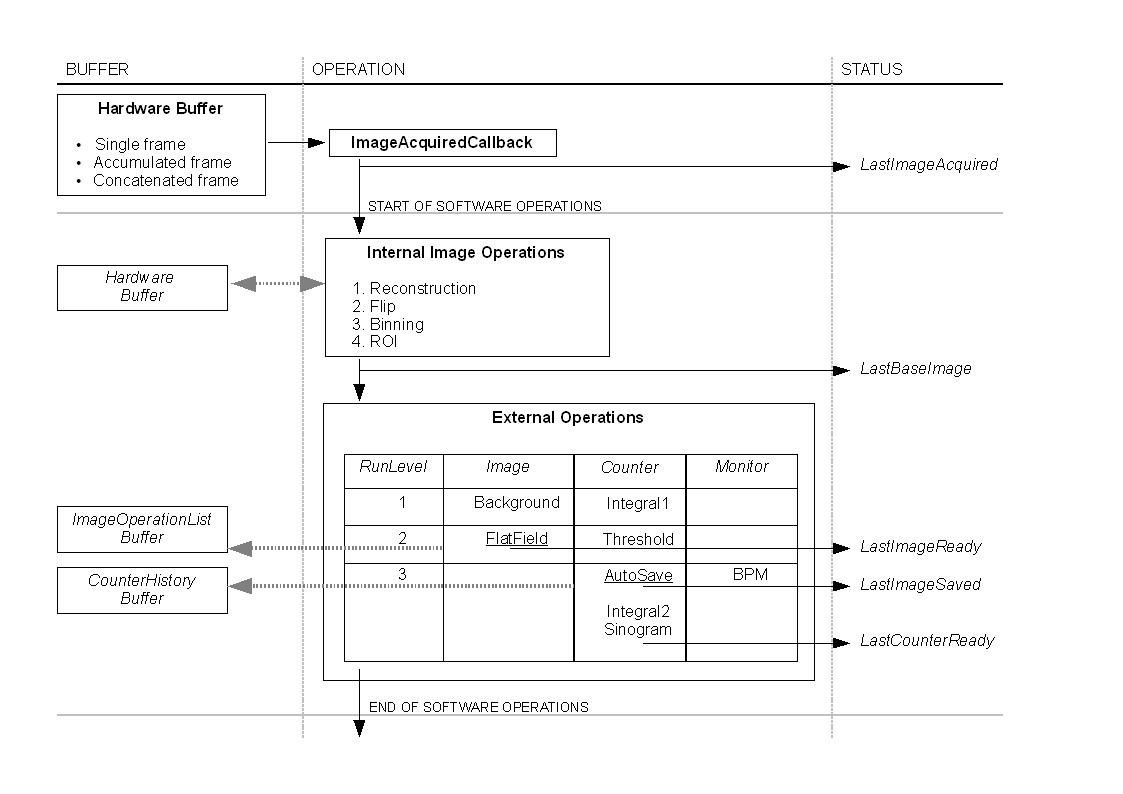 BUFFER
OPERATION
STATUS
Hardware Buffer
• Single frame
• Accumulated frame
• Concatenated frame
ImageAcquiredCallback
LastImageAcquired
START OF SOFTWARE OPERATIONS
Internal Image Operations
1. Reconstruction
2. Flip
3. Binning
4. ROI
Hardware
Buffer
LastBaseImage
External Operations
RunLevel Image Counter Monitor
1 Background Integral1
2 FlatField Threshold
3 AutoSave BPM
Integral2
Sinogram
ImageOperationList
Buffer
CounterHistory
Buffer
LastImageReady
LastImageSaved
LastCounterReady
END OF SOFTWARE OPERATIONS